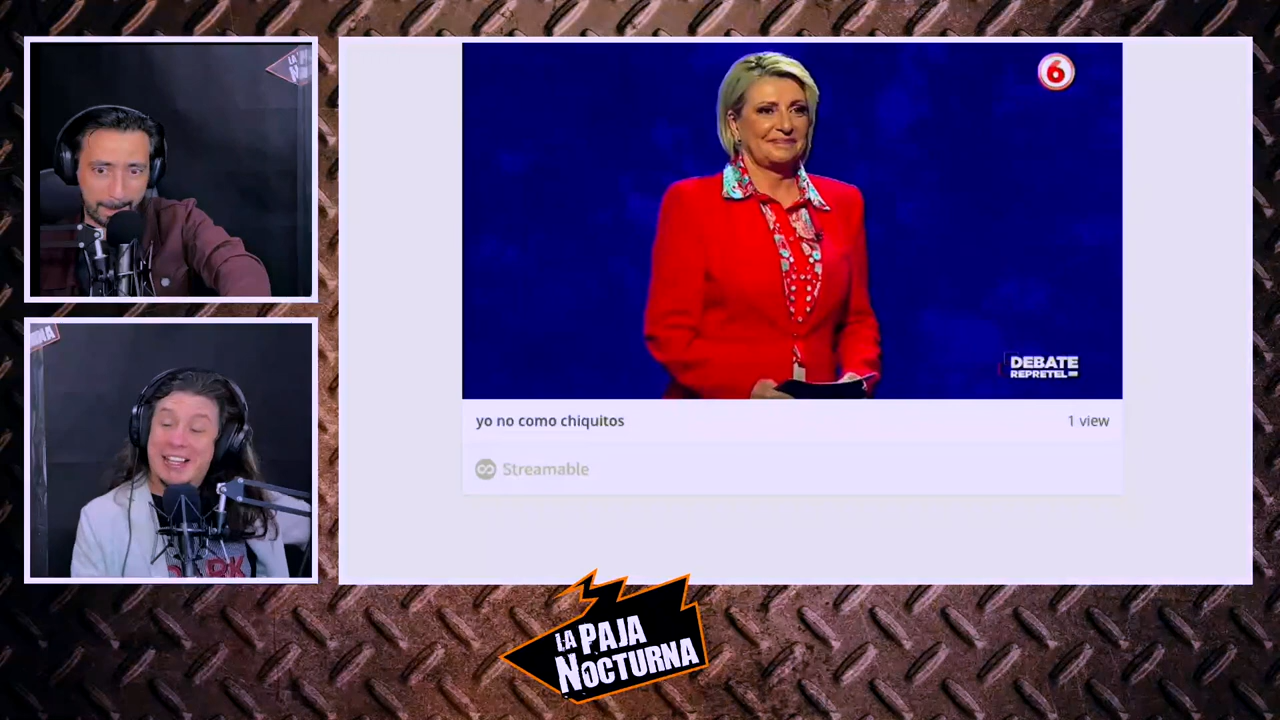 6
DEBATE
REPRETEL
yo no como chiquitos
1 view
Streamable
LA PAJA
NOCTURNA